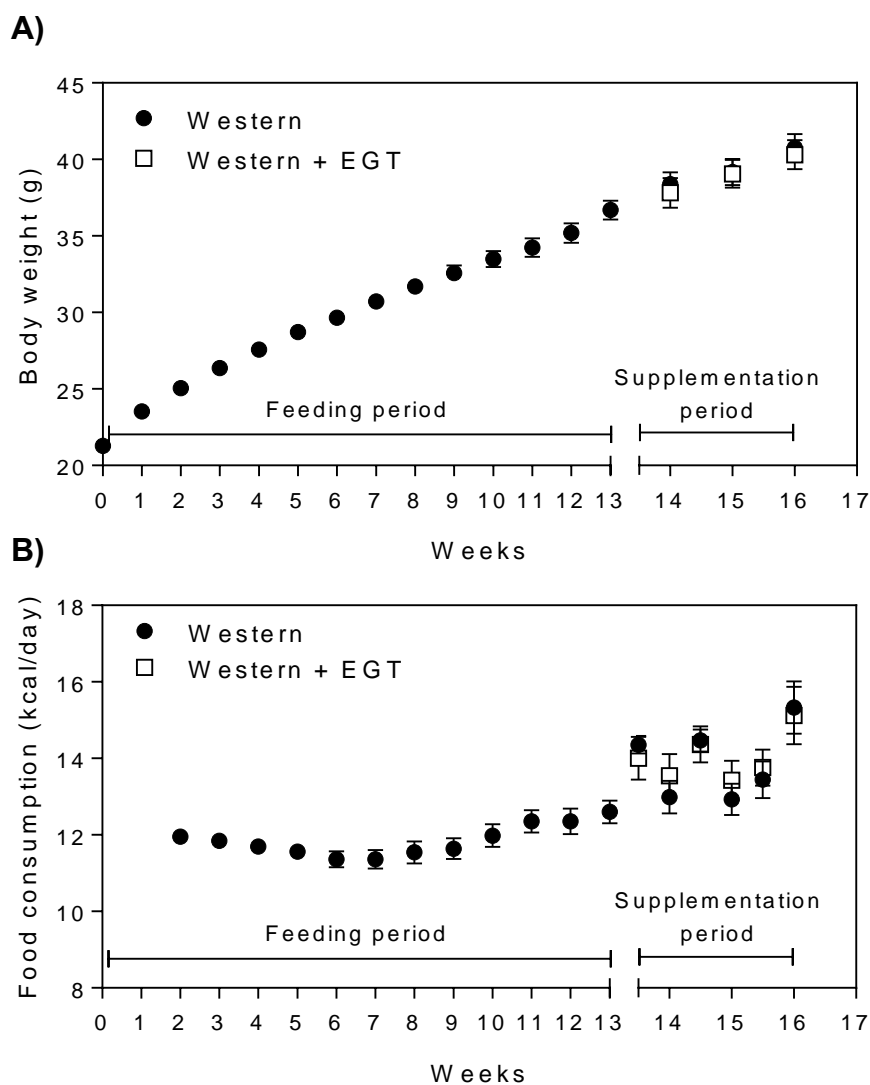 A)
45
40
35
30
25
20
Body weight (g)
Western
Western + EGT
Feeding period
Supplementation
period
0 1 2 3 4 5 6 7 8 9 10 11 12 13 14 15 16 17
Weeks
B)
18
16
14
12
10
8
Food consumption (kcal/day)
Western
Western + EGT
Feeding period
Supplementation
period
0 1 2 3 4 5 6 7 8 9 10 11 12 13 14 15 16 17
Weeks